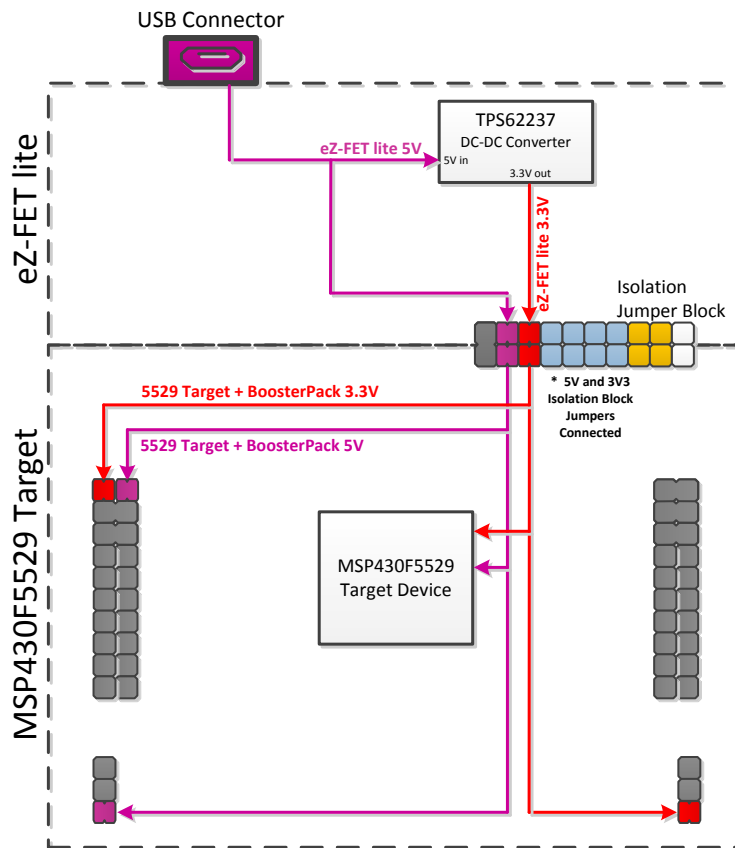 USB Connector
eZ-FET lite
TPS62237
DC-DC Converter
5V in
3.3V out
eZ-FET lite 5V
eZ-FET lite 3.3V
Isolation
Jumper Block
* 5V and 3V3
Isolation Block
Jumpers
Connected
MSP430F5529 Target
5529 Target + BoosterPack 3.3V
5529 Target + BoosterPack 5V
MSP430F5529
Target Device